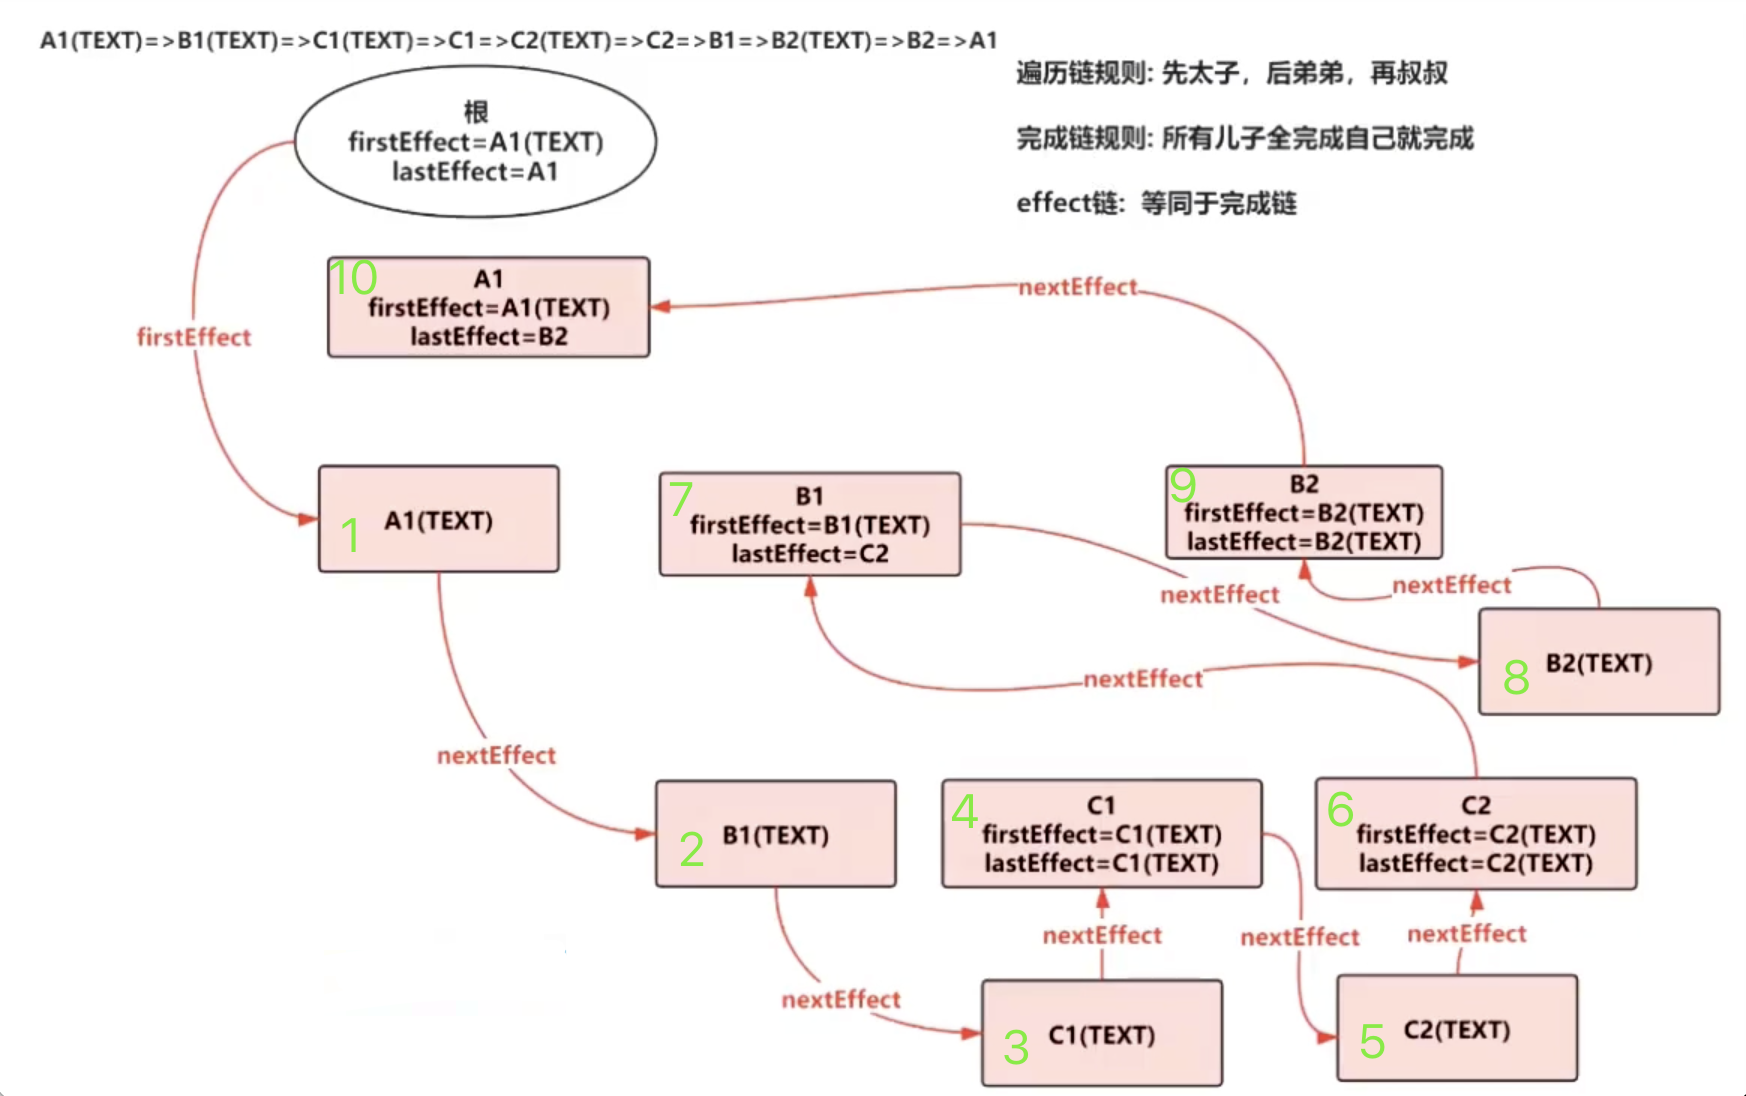 A1(TEXT)=>B1(TEXT)=>C1(TEXT)=>C1=>C2(TEXT)=>C2=>B1=>B2(TEXT)=>B2=>A1
遍历链规则: 先太子，后弟弟，再叔叔
完成链规则: 所有儿子全完成自己就完成
effect链: 等同于完成链
根
firstEffect=A1(TEXT)
lastEffect=A1
10
A1
firstEffect=A1(TEXT)
lastEffect=B2
nextEffect
firstEffect
1
A1(TEXT)
7
B1
firstEffect=B1(TEXT)
lastEffect=C2
9
B2
firstEffect=B2(TEXT)
lastEffect=B2(TEXT)
nextEffect
nextEffect
8
B2(TEXT)
nextEffect
nextEffect
2
B1(TEXT)
4
C1
firstEffect=C1(TEXT)
lastEffect=C1(TEXT)
6
C2
firstEffect=C2(TEXT)
lastEffect=C2(TEXT)
nextEffect
nextEffect
nextEffect
nextEffect
3
C1(TEXT)
5
C2(TEXT)